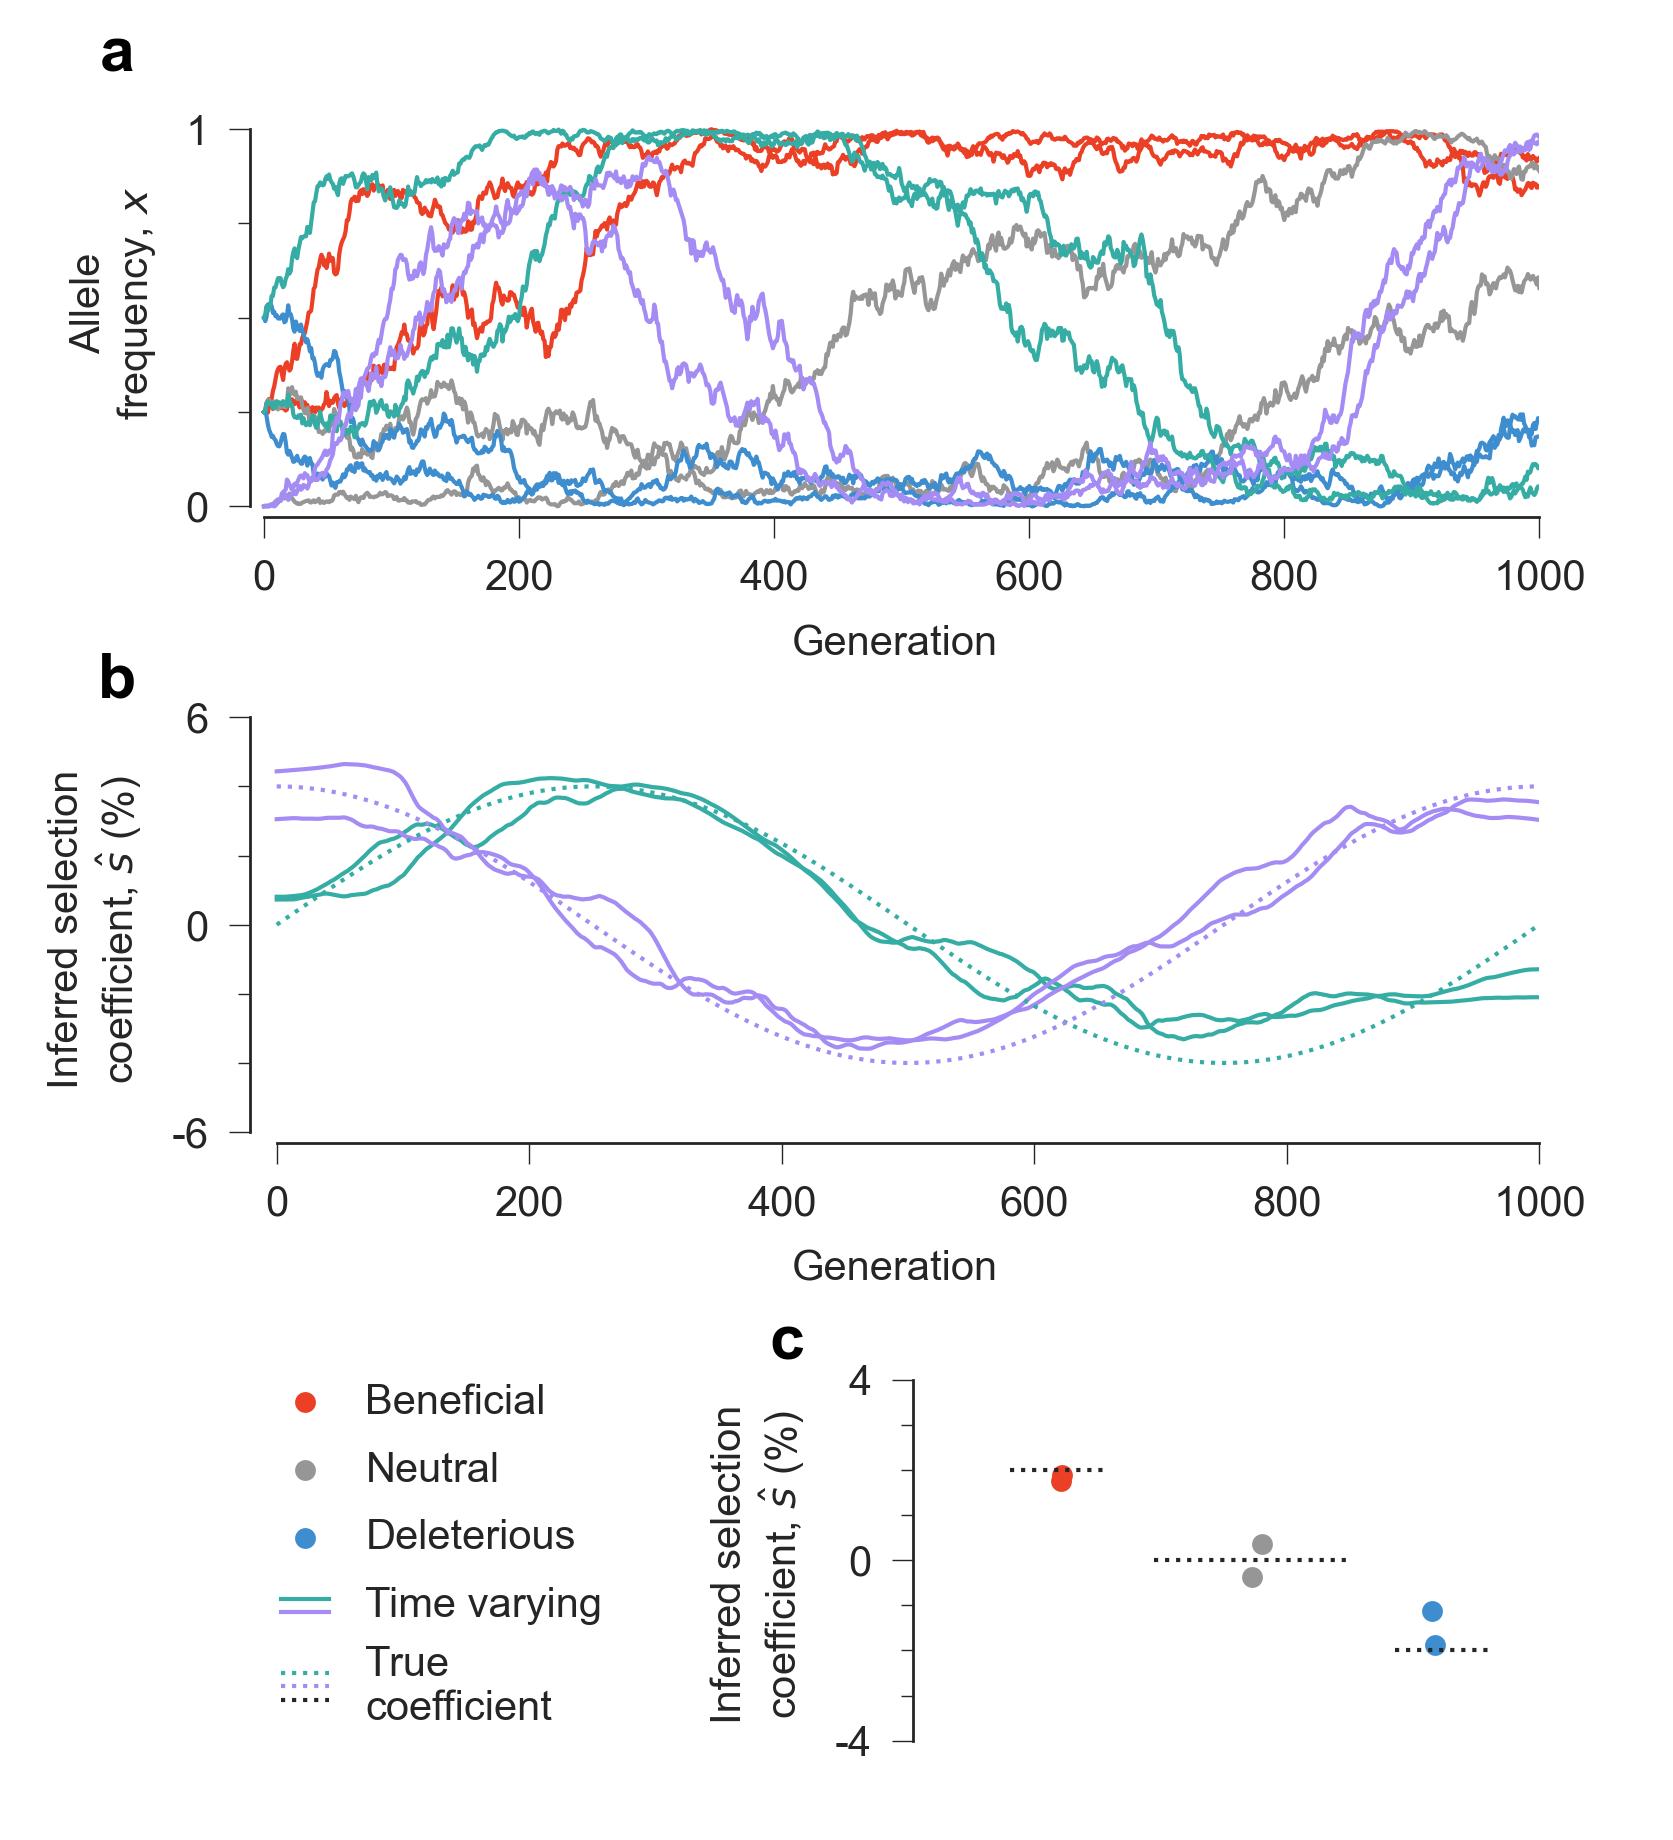 a
1
0
Allele
frequency, x
0 200 400 600 800 1000
Generation
b
6
0
-6
Inferred selection
coefficient, ŝ (%)
0 200 400 600 800 1000
Generation
Beneficial
Neutral
Deleterious
Time varying
True
coefficient
c
4
0
-4
Inferred selection
coefficient, ŝ (%)